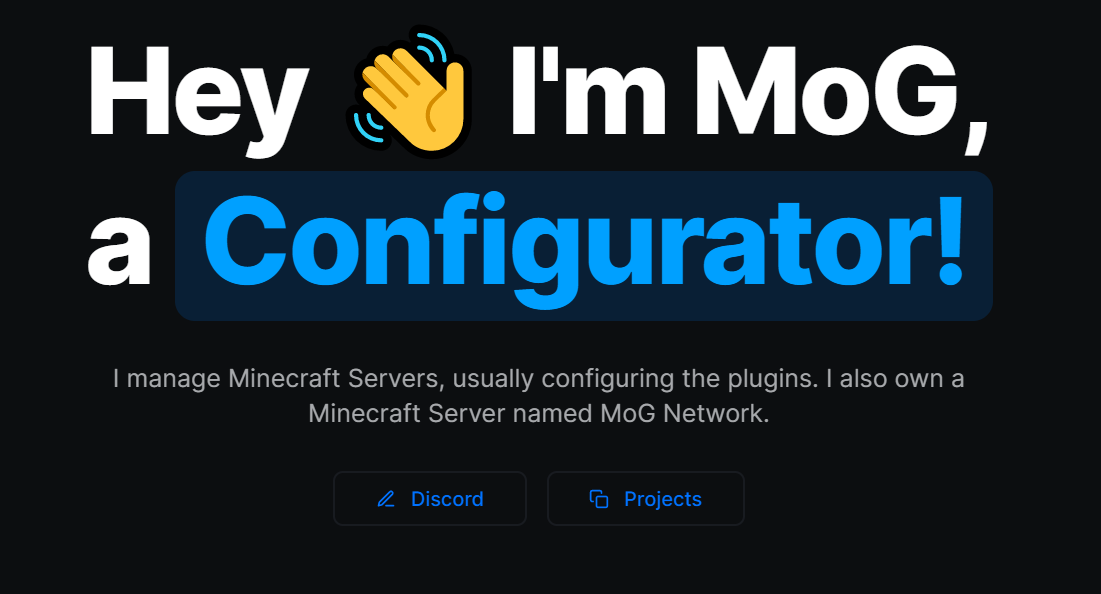 Hey 👋 I'm MoG,
a Configurator!
I manage Minecraft Servers, usually configuring the plugins. I also own a
Minecraft Server named MoG Network.
Discord
Projects